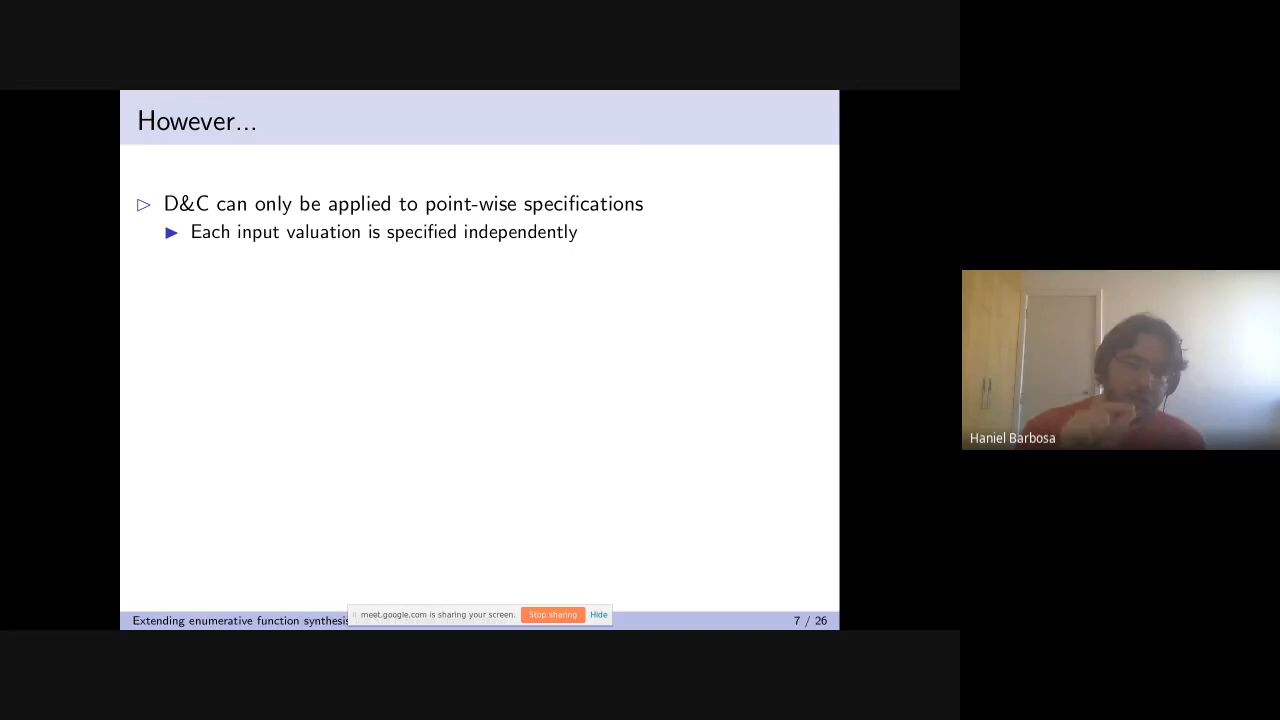 However...
▷ D&C can only be applied to point-wise specifications
▶ Each input valuation is specified independently
Haniel Barbosa
meet.google.com is sharing your screen. Stop sharing Hide
Extending enumerative function synthesis 7 / 26